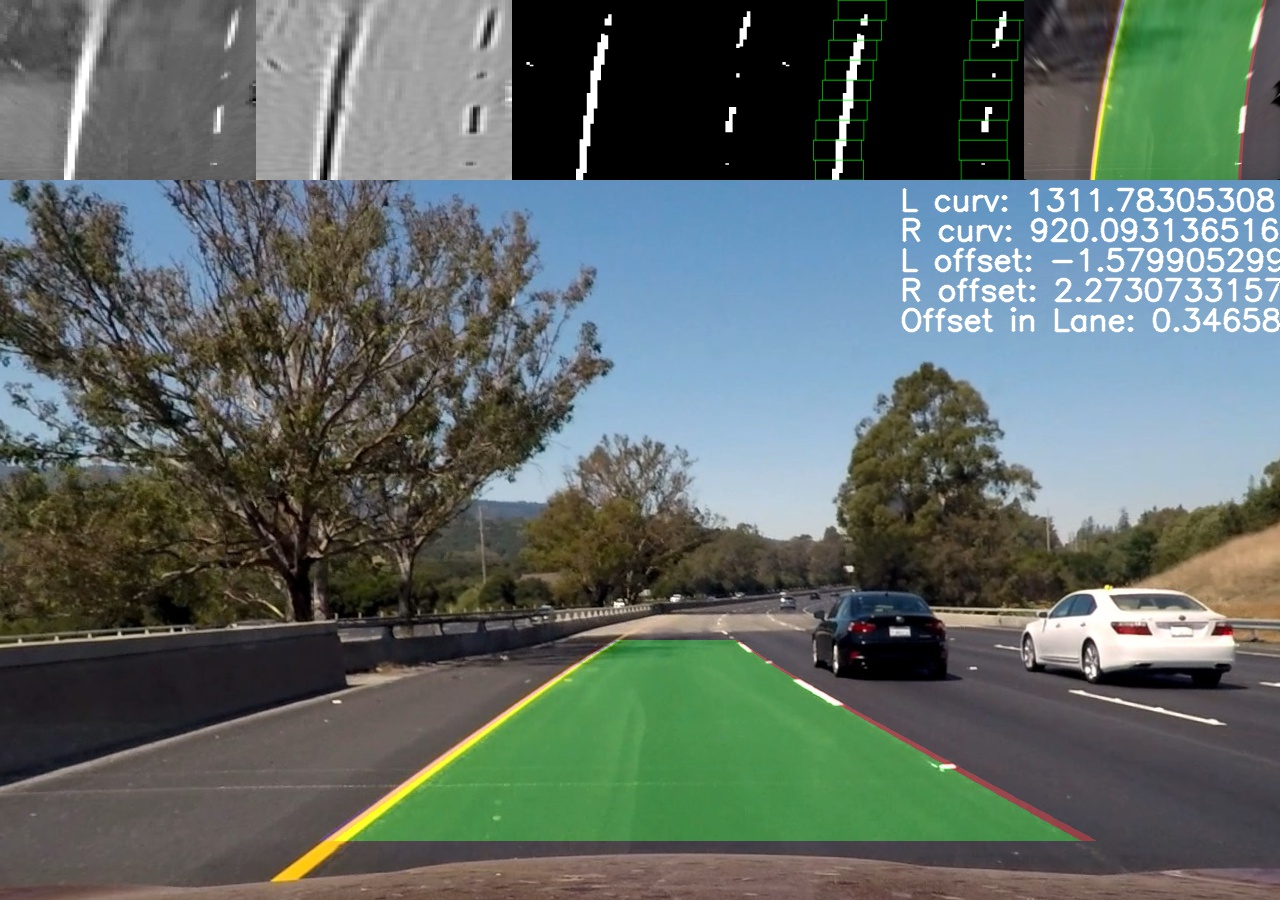 L curv: 1311.78305308
R curv: 920.093136516
L offset: −1.579905299
R offset: 2.2730733157
Offset in Lane: 0.34658